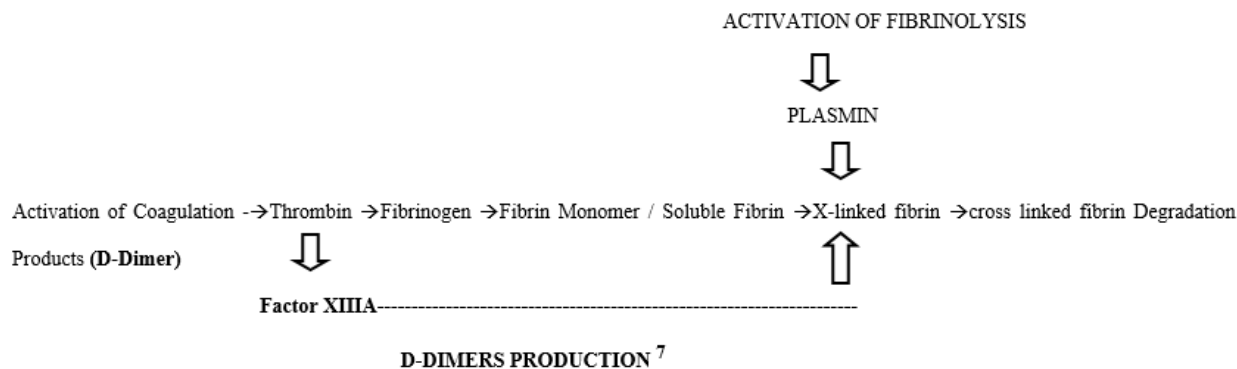 ACTIVATION OF FIBRINOLYSIS
PLASMIN
Activation of Coagulation -→Thrombin →Fibrinogen →Fibrin Monomer / Soluble Fibrin →X-linked fibrin →cross linked fibrin Degradation
Products (D-Dimer)
Factor XIIIA-----------------------------------------------------------------------
D-DIMERS PRODUCTION 7